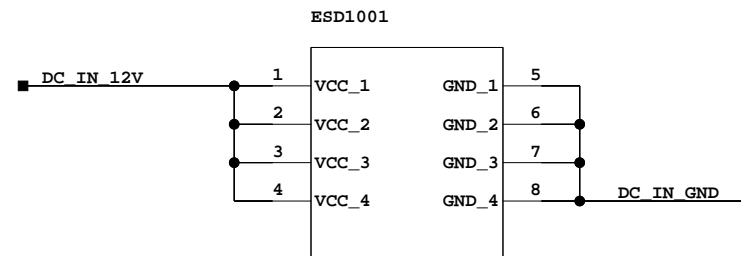 ESD1001
DC_IN_12V 1 VCC_1 GND_1 5
2 VCC_2 GND_2 6
3 VCC_3 GND_3 7
4 VCC_4 GND_4 8 DC_IN_GND